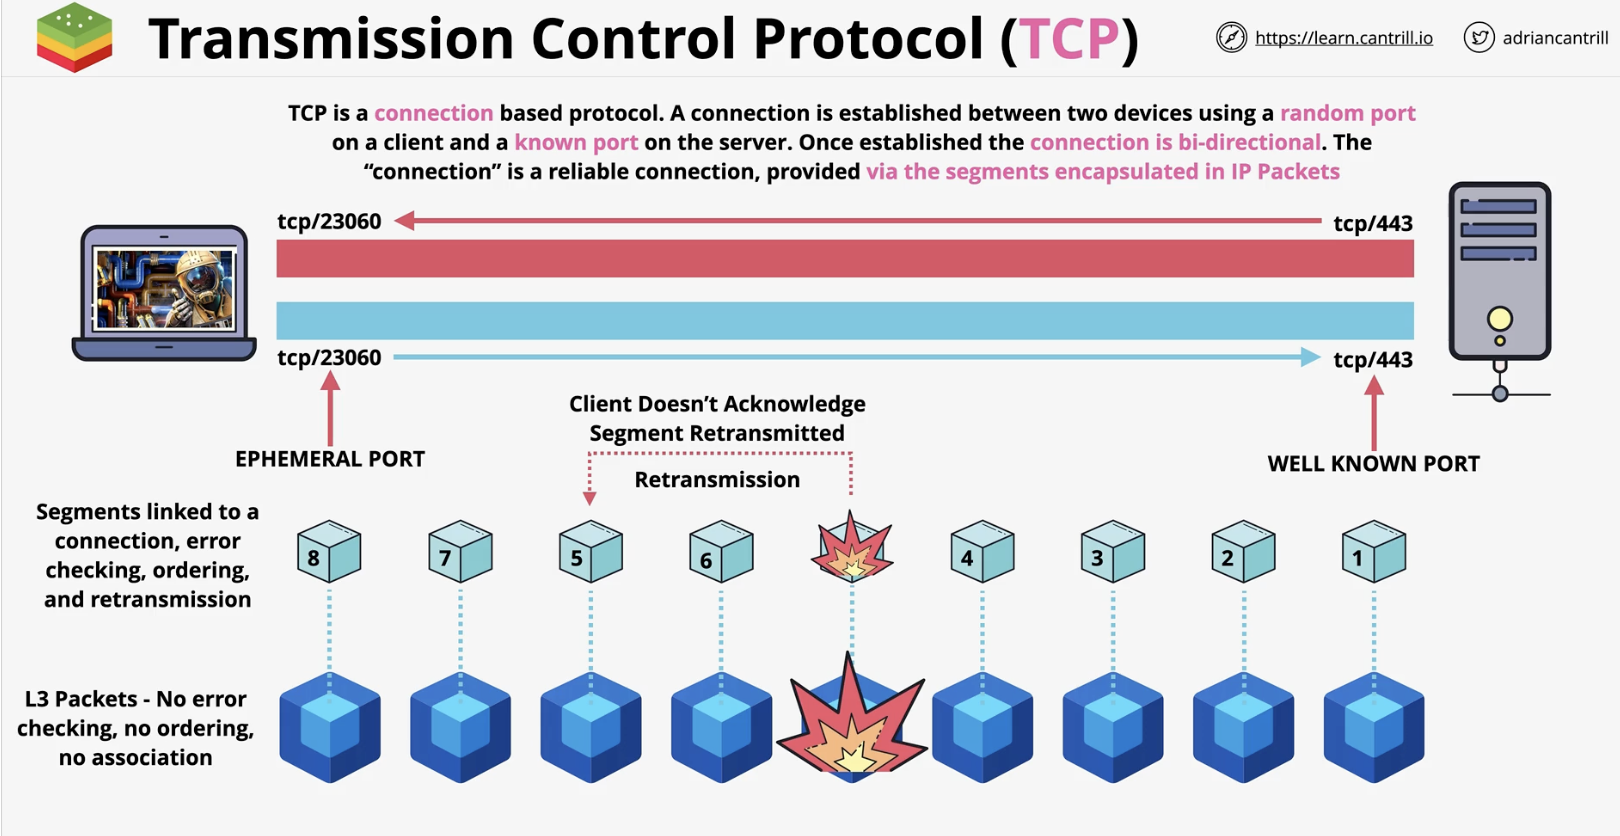 Transmission Control Protocol (TCP)
https://learn.cantrill.io
adriancantrill
TCP is a connection based protocol. A connection is established between two devices using a random port
on a client and a known port on the server. Once established the connection is bi-directional. The
“connection” is a reliable connection, provided via the segments encapsulated in IP Packets
tcp/23060
tcp/443
tcp/23060
tcp/443
EPHEMERAL PORT
WELL KNOWN PORT
Client Doesn’t Acknowledge
Segment Retransmitted
Retransmission
Segments linked to a
connection, error
checking, ordering,
and retransmission
8 7 5 6 4 3 2 1
L3 Packets - No error
checking, no ordering,
no association